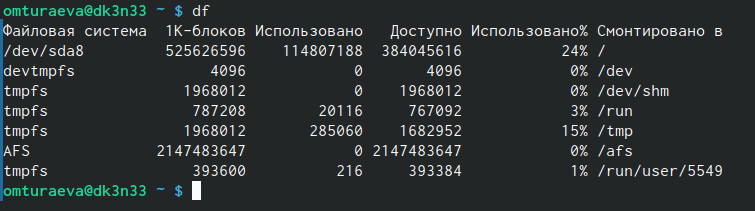 omturaeva@dk3n33 ~ $ df
Файловая система 1K-блоков Использовано Доступно Использовано% Смонтировано в
/dev/sda8 525626596 114807188 384045616 24% /
devtmpfs 4096 0 4096 0% /dev
tmpfs 1968012 0 1968012 0% /dev/shm
tmpfs 787208 20116 767092 3% /run
tmpfs 1968012 285060 1682952 15% /tmp
AFS 2147483647 0 2147483647 0% /afs
tmpfs 393600 216 393384 1% /run/user/5549
omturaeva@dk3n33 ~ $